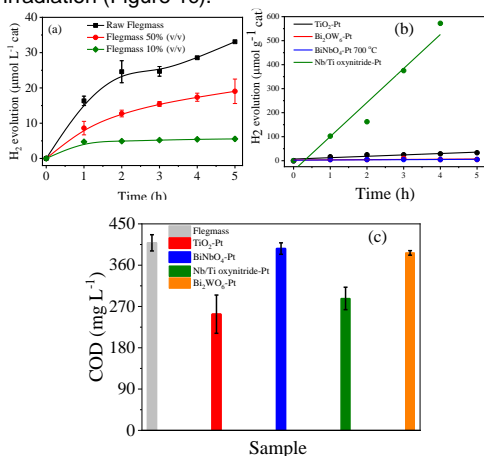 irradiation (Figure
(a)
Raw Flegmass
Flegmass 50% (v/v)
Flegmass 10% (v/v)
H₂ evolution (µmol L⁻¹ cat)
40
30
20
10
0
0 1 2 3 4 5
Time (h)
(b)
TiO₂-Pt
Bi₂OW₆-Pt
BiNbO₄-Pt 700 °C
Nb/Ti oxynitride-Pt
H2 evolution (µmol g⁻¹ cat)
600
500
400
300
200
100
0
0 1 2 3 4 5
Time (h)
(c)
Flegmass
TiO₂-Pt
BiNbO₄-Pt
Nb/Ti oxynitride-Pt
Bi₂WO₆-Pt
COD (mg L⁻¹)
450
360
270
180
90
0
Sample